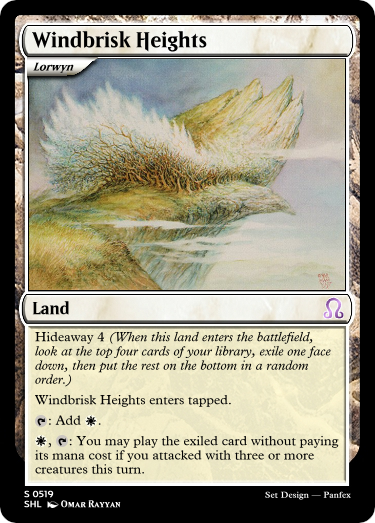 Windbrisk Heights
Lorwyn
Land
Hideaway 4 (When this land enters the battlefield,
look at the top four cards of your library, exile one face
down, then put the rest on the bottom in a random
order.)
Windbrisk Heights enters tapped.
: Add .
, : You may play the exiled card without paying
its mana cost if you attacked with three or more
creatures this turn.
S 0519
Set Design — Panfex
SHL Omar Rayyan